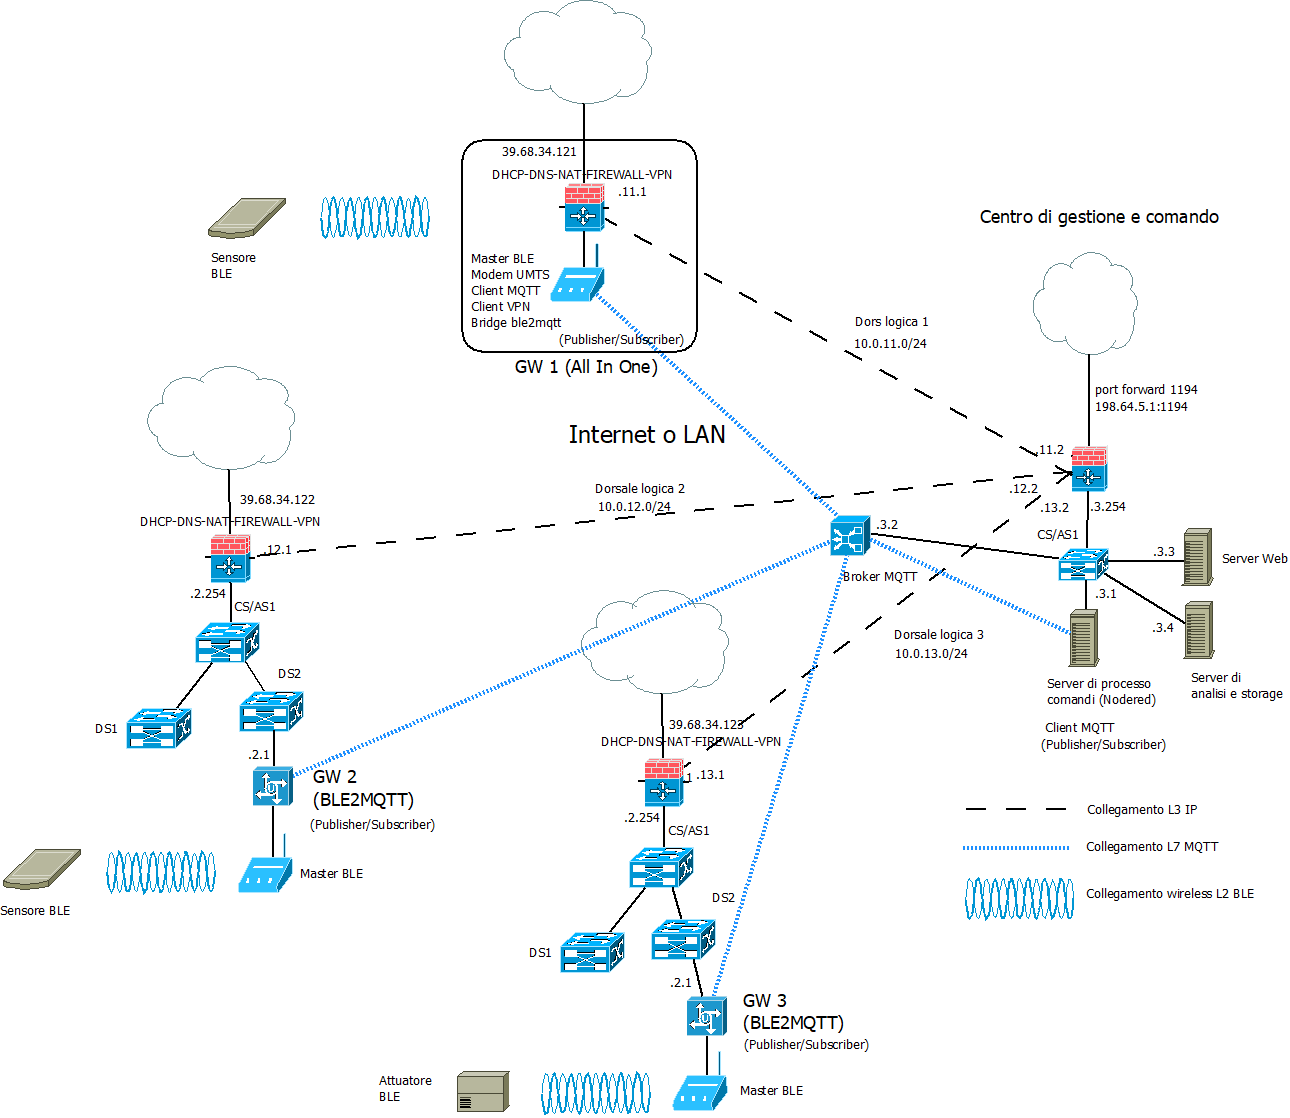 39.68.34.121
DHCP-DNS-NAT-FIREWALL-VPN
.11.1
Sensore
BLE
Master BLE
Modem UMTS
Client MQTT
Client VPN
Bridge ble2mqtt
(Publisher/Subscriber)
GW 1 (All In One)
Centro di gestione e comando
Dors logica 1
10.0.11.0/24
port forward 1194
198.64.5.1:1194
Internet o LAN
.11.2
.12.2
.13.2
.3.254
Dorsale logica 2
10.0.12.0/24
39.68.34.122
DHCP-DNS-NAT-FIREWALL-VPN
.12.1
.2.254
CS/AS1
DS2
DS1
.2.1
GW 2
(BLE2MQTT)
(Publisher/Subscriber)
Master BLE
Sensore BLE
.3.2
Broker MQTT
CS/AS1
.3.3
Server Web
.3.1
.3.4
Server di
analisi e storage
Server di processo
comandi (Nodered)
Client MQTT
(Publisher/Subscriber)
Dorsale logica 3
10.0.13.0/24
39.68.34.123
DHCP-DNS-NAT-FIREWALL-VPN
1
.13.1
.2.254
CS/AS1
DS2
DS1
.2.1
GW 3
(BLE2MQTT)
(Publisher/Subscriber)
Master BLE
Attuatore
BLE
Collegamento L3 IP
Collegamento L7 MQTT
Collegamento wireless L2 BLE